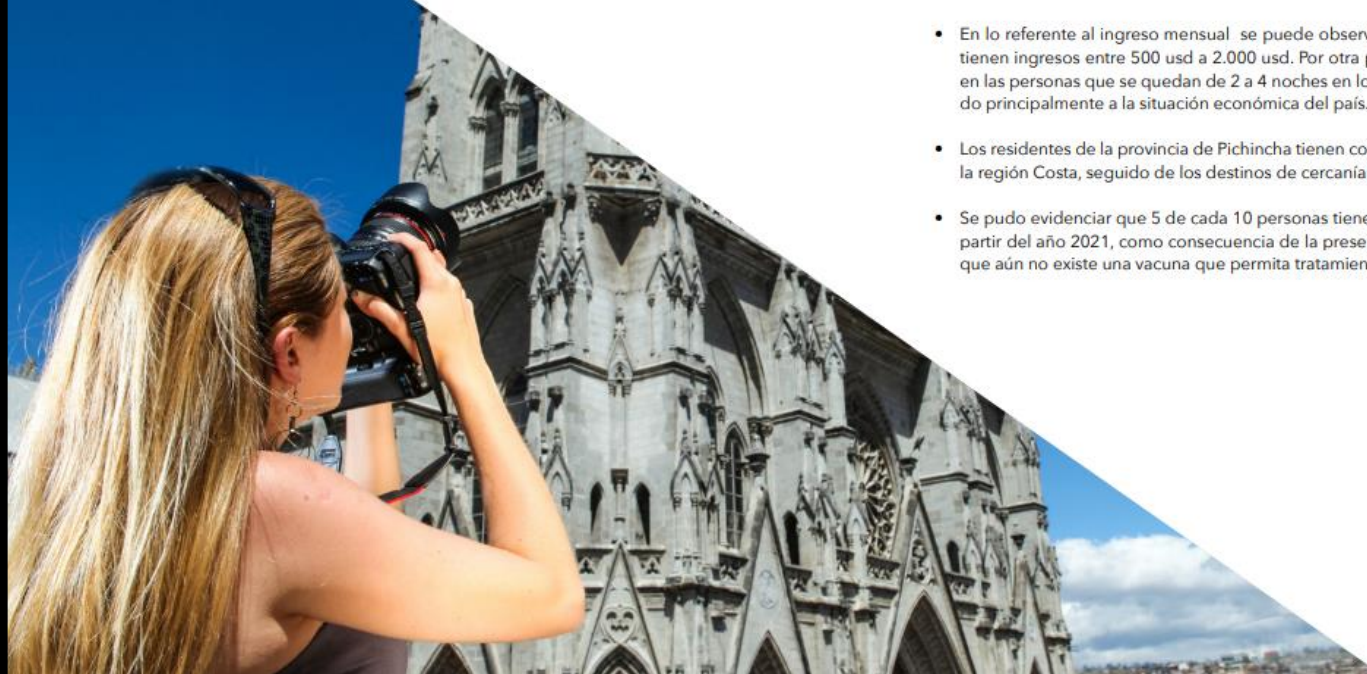 • En lo referente al ingreso mensual se puede observ
tienen ingresos entre 500 usd a 2.000 usd. Por otra p
en las personas que se quedan de 2 a 4 noches en lo
do principalmente a la situación económica del país.
• Los residentes de la provincia de Pichincha tienen co
la región Costa, seguido de los destinos de cercanía
• Se pudo evidenciar que 5 de cada 10 personas tiene
partir del año 2021, como consecuencia de la prese
que aún no existe una vacuna que permita tratamien